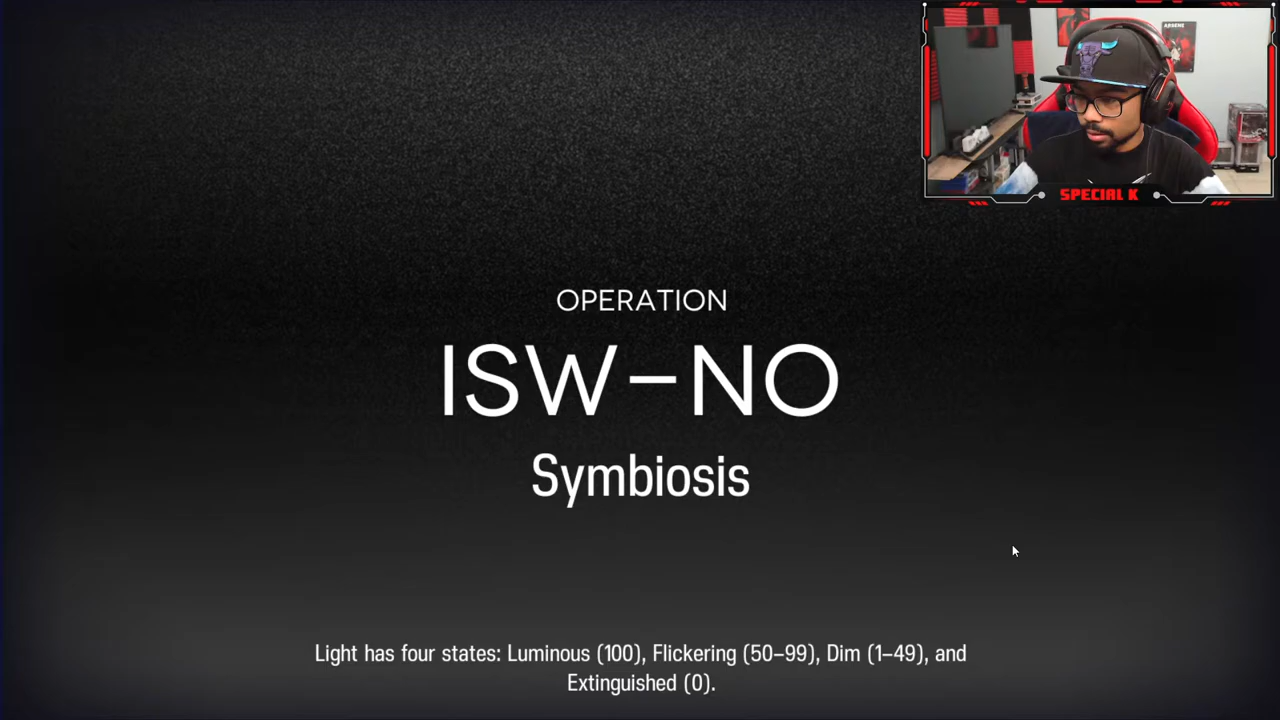 ARSENE
SPECIAL K
OPERATION
ISW-NO
Symbiosis
Light has four states: Luminous (100), Flickering (50-99), Dim (1-49), and
Extinguished (0).